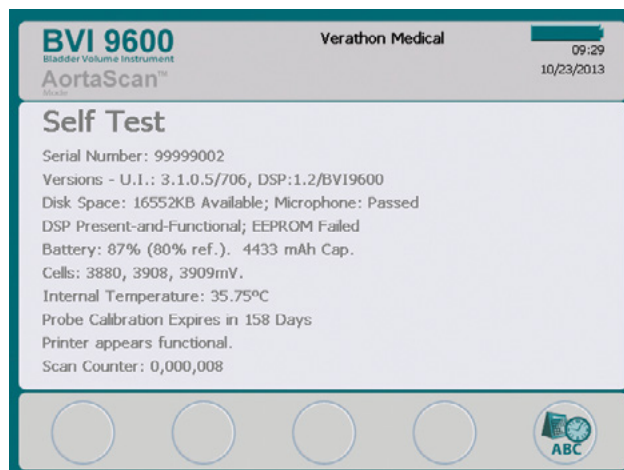 BVI 9600
Bladder Volume Instrument
AortaScan™
Mode
Verathon Medical
09:29
10/23/2013
Self Test
Serial Number: 99999002
Versions - U.I.: 3.1.0.5/706, DSP:1.2/BVI9600
Disk Space: 16552KB Available; Microphone: Passed
DSP Present-and-Functional; EEPROM Failed
Battery: 87% (80% ref.). 4433 mAh Cap.
Cells: 3880, 3908, 3909mV.
Internal Temperature: 35.75ºC
Probe Calibration Expires in 158 Days
Printer appears functional.
Scan Counter: 0,000,008
ABC